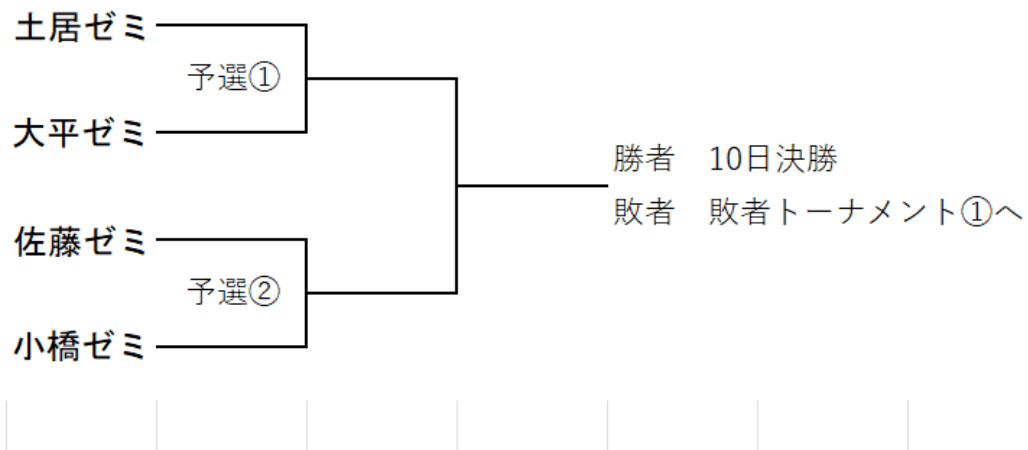 土居ゼミ
予選①
大平ゼミ
勝者　10日決勝
敗者　敗者トーナメント①へ
佐藤ゼミ
予選②
小橋ゼミ